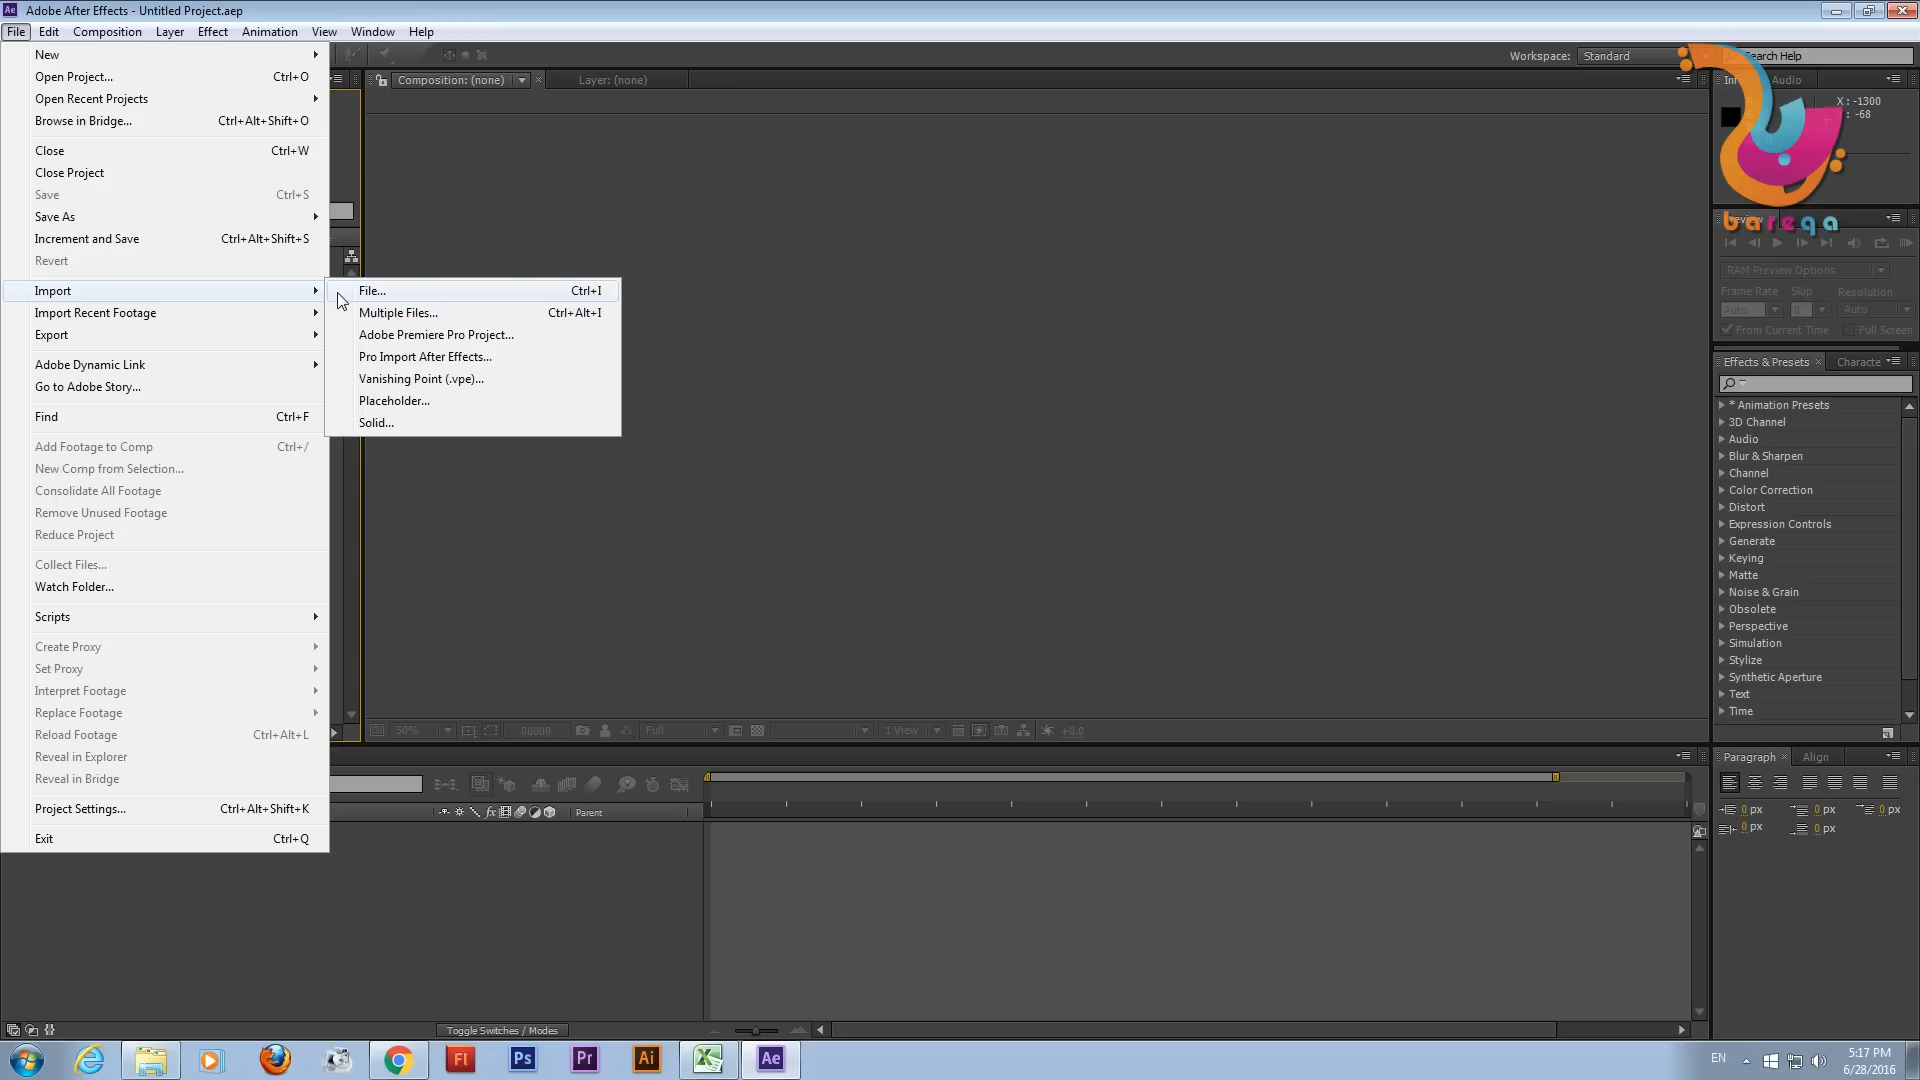 Adobe After Effects - Untitled Project.aep
File Edit Composition Layer Effect Animation View Window Help
New
Open Project... Ctrl+O
Open Recent Projects
Browse in Bridge... Ctrl+Alt+Shift+O
Close Ctrl+W
Close Project
Save Ctrl+S
Save As
Increment and Save Ctrl+Alt+Shift+S
Revert
Import
Import Recent Footage
Export
Adobe Dynamic Link
Go to Adobe Story...
Find Ctrl+F
Add Footage to Comp Ctrl+/
New Comp from Selection...
Consolidate All Footage
Remove Unused Footage
Reduce Project
Collect Files...
Watch Folder...
Scripts
Create Proxy
Set Proxy
Interpret Footage
Replace Footage
Reload Footage Ctrl+Alt+L
Reveal in Explorer
Reveal in Bridge
Project Settings... Ctrl+Alt+Shift+K
Exit Ctrl+Q
File... Ctrl+I
Multiple Files... Ctrl+Alt+I
Adobe Premiere Pro Project...
Pro Import After Effects...
Vanishing Point (.vpe)...
Placeholder...
Solid...
Composition: (none) Layer: (none)
50% 00000 Full 1 View +0.0
fx Parent
Toggle Switches / Modes
Workspace: Standard Search Help
Info Audio
X : -1300
: -68
bareqa
RAM Preview Options
Frame Rate Skip Resolution
Auto 0 Auto
From Current Time Full Screen
Effects & Presets Characte
* Animation Presets
3D Channel
Audio
Blur & Sharpen
Channel
Color Correction
Distort
Expression Controls
Generate
Keying
Matte
Noise & Grain
Obsolete
Perspective
Simulation
Stylize
Synthetic Aperture
Text
Time
Paragraph Align
0 px 0 px 0 px
0 px 0 px
Fl Ps Pr Ai Ae
EN
5:17 PM
6/28/2016